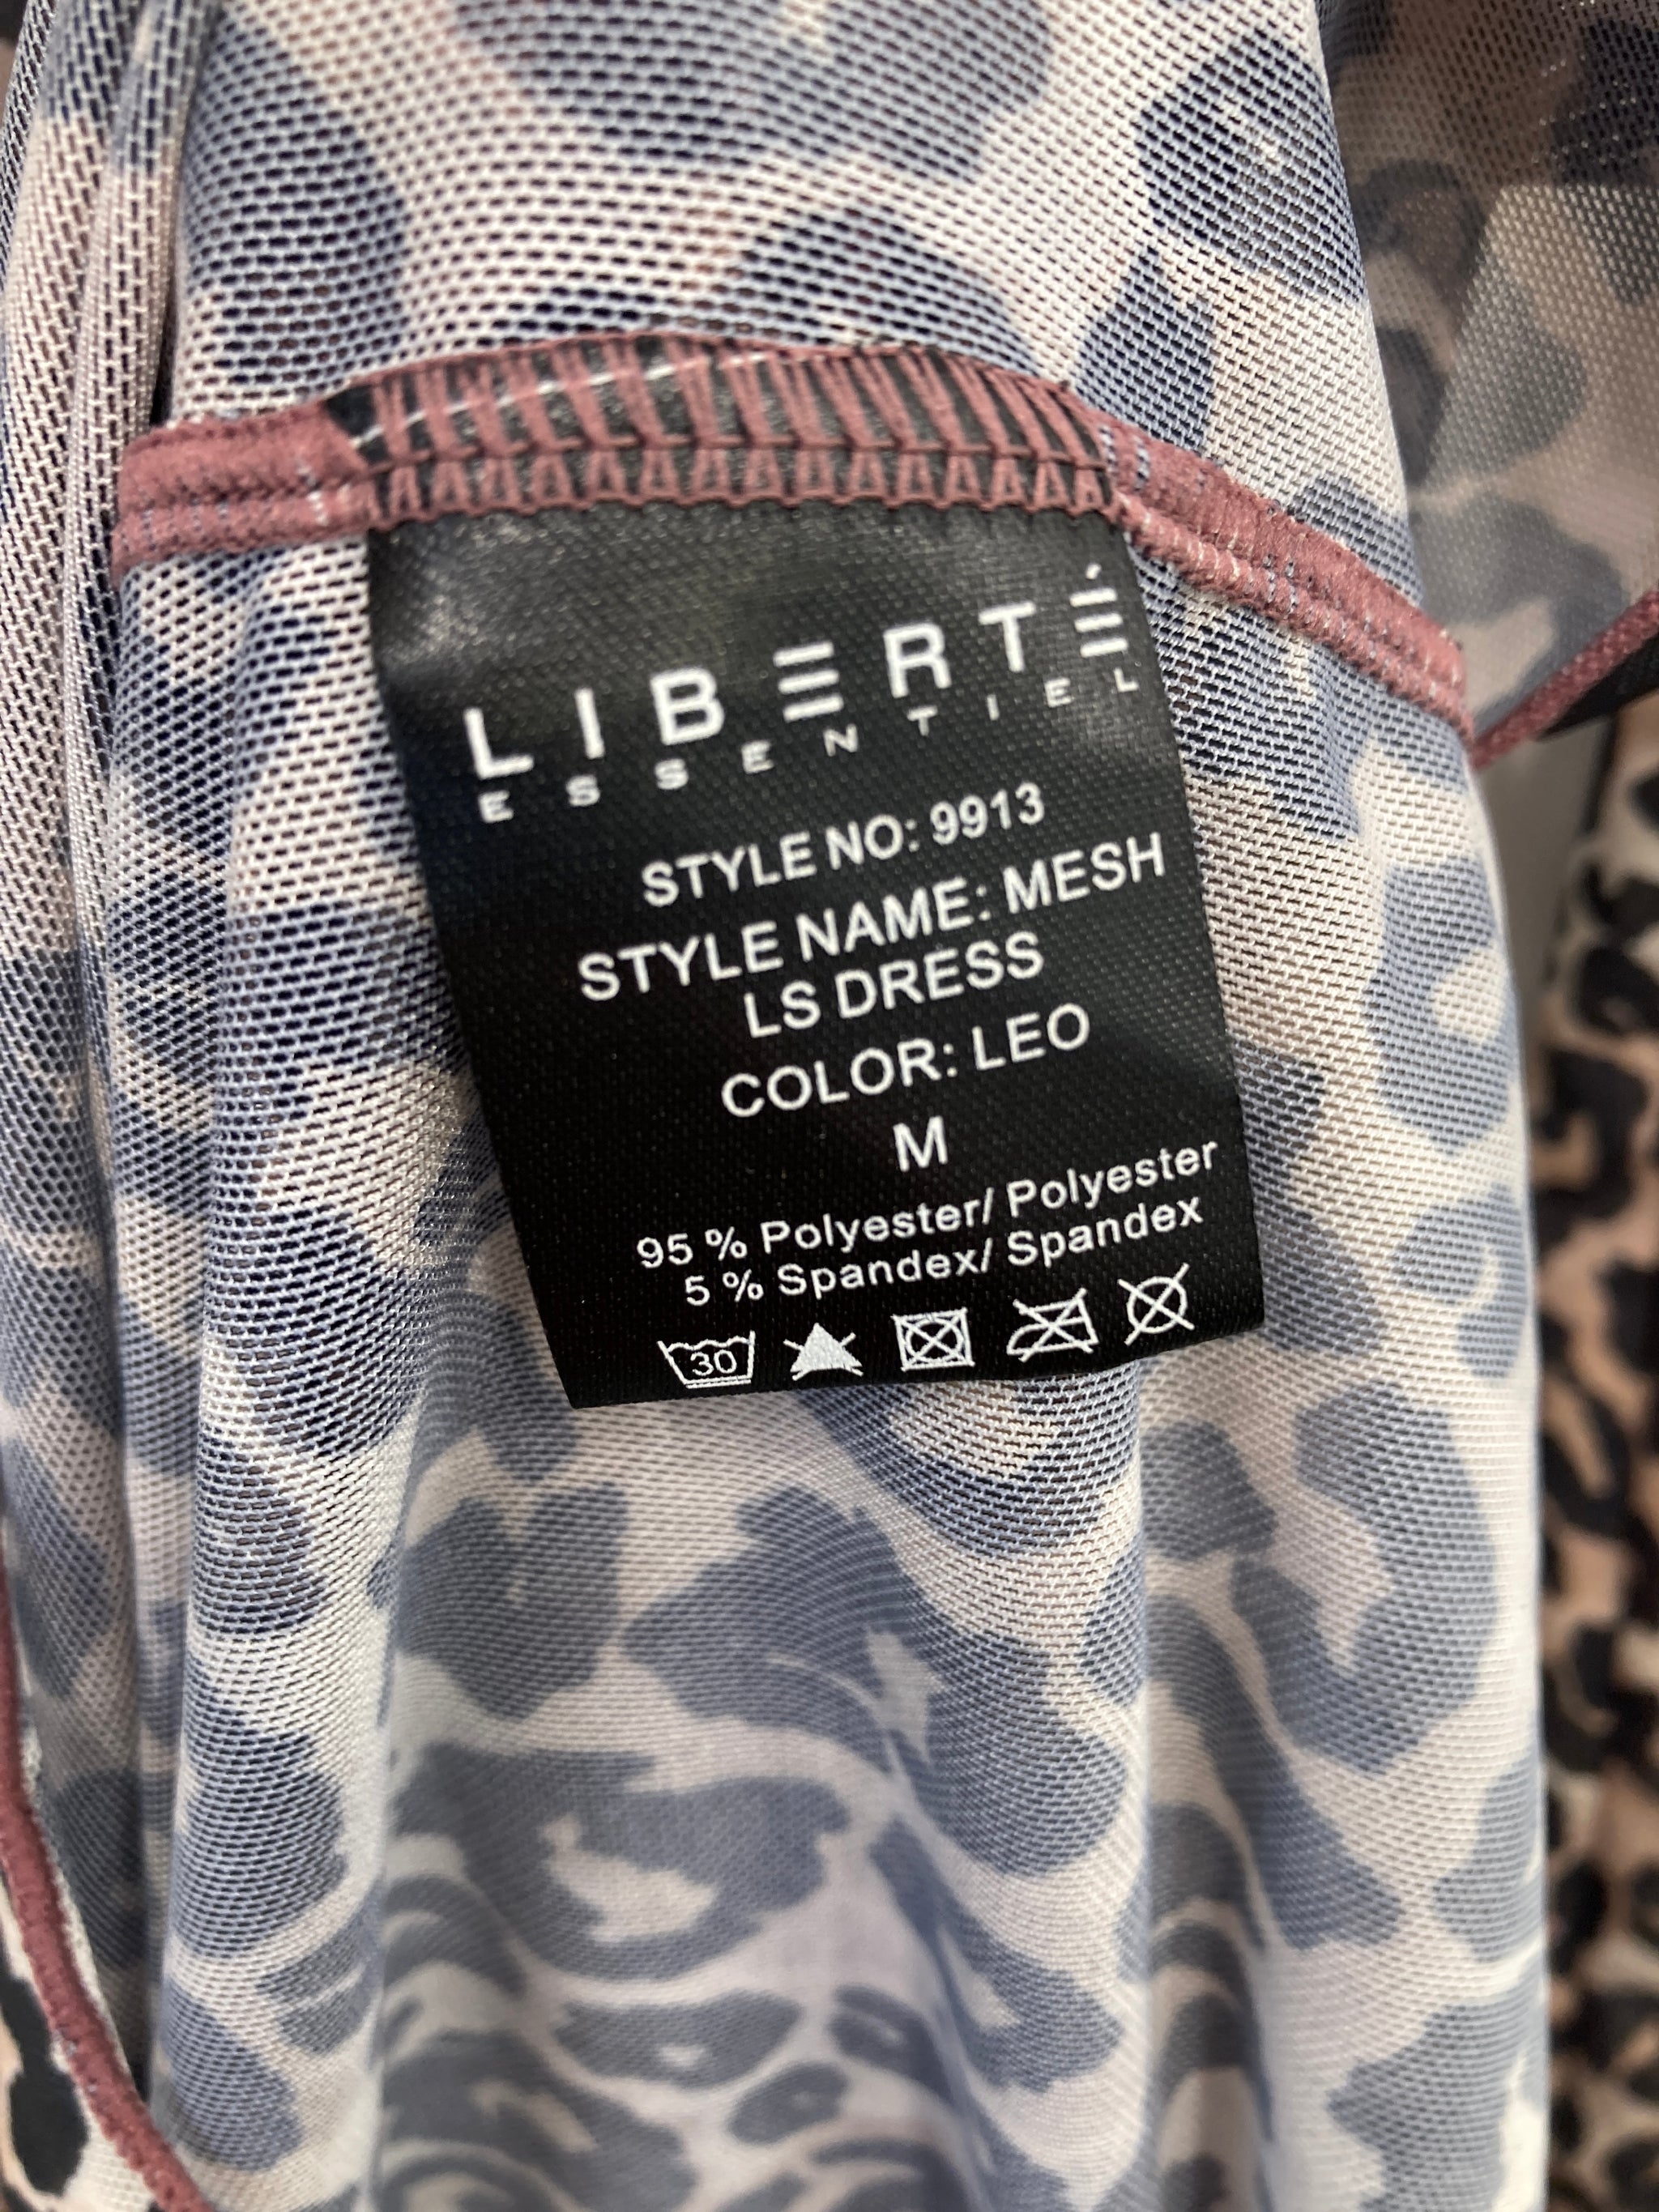 LIBERTÉ
ESSENTIEL
STYLE NO: 9913
STYLE NAME: MESH
LS DRESS
COLOR: LEO
M
95 % Polyester/ Polyester
5 % Spandex/ Spandex
30